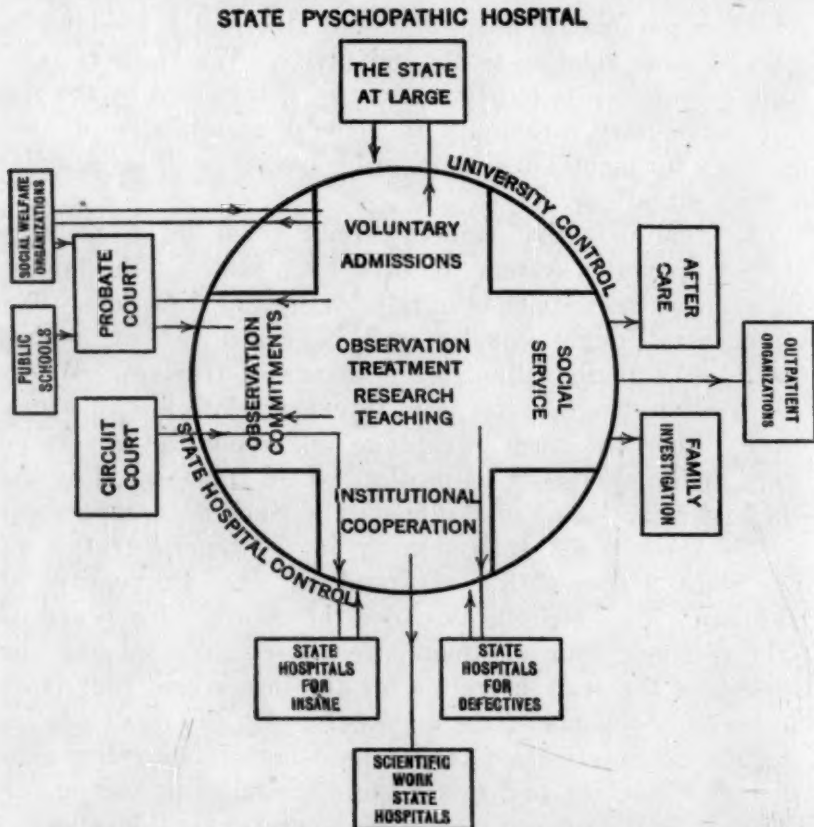 STATE PYSCHOPATHIC HOSPITAL
THE STATE
AT LARGE
UNIVERSITY CONTROL
SOCIAL WELFARE
ORGANIZATIONS
VOLUNTARY
ADMISSIONS
PROBATE
COURT
AFTER
CARE
PUBLIC
SCHOOLS
OBSERVATION
COMMITMENTS
OBSERVATION
TREATMENT
RESEARCH
TEACHING
SOCIAL
SERVICE
OUTPATIENT
ORGANIZATIONS
CIRCUIT
COURT
FAMILY
INVESTIGATION
STATE HOSPITAL CONTROL
INSTITUTIONAL
COOPERATION
STATE
HOSPITALS
FOR
INSANE
STATE
HOSPITALS
FOR
DEFECTIVES
SCIENTIFIC
WORK
STATE
HOSPITALS